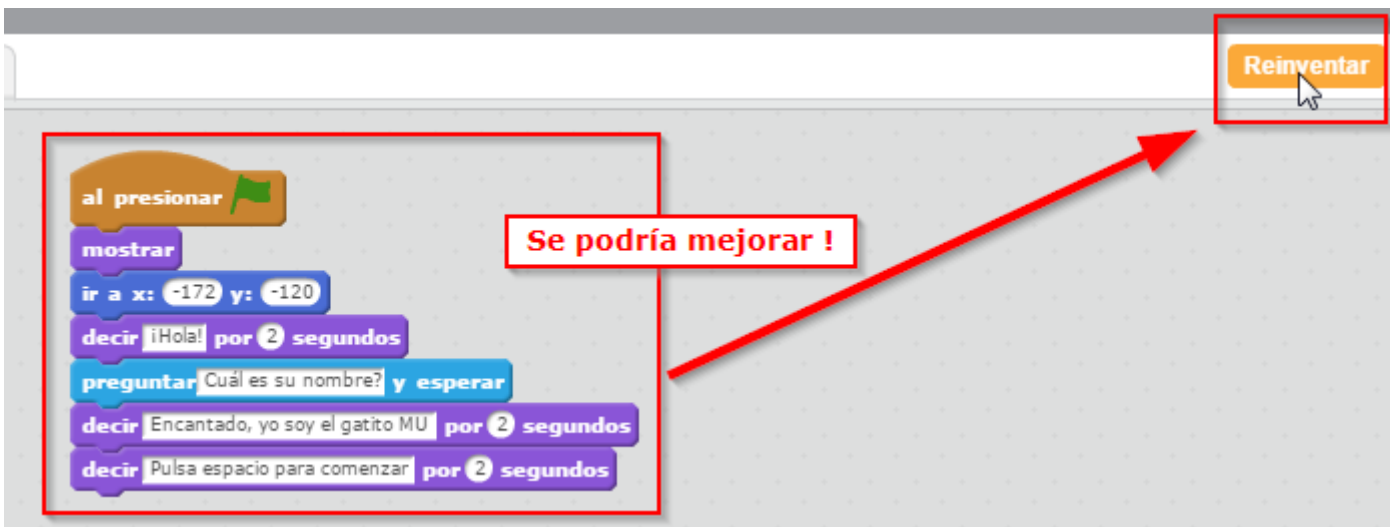 Reinventar
al presionar
mostrar
Se podría mejorar !
ir a x: -172 y: -120
decir ¡Hola! por 2 segundos
preguntar Cuál es su nombre? y esperar
decir Encantado, yo soy el gatito MU por 2 segundos
decir Pulsa espacio para comenzar por 2 segundos